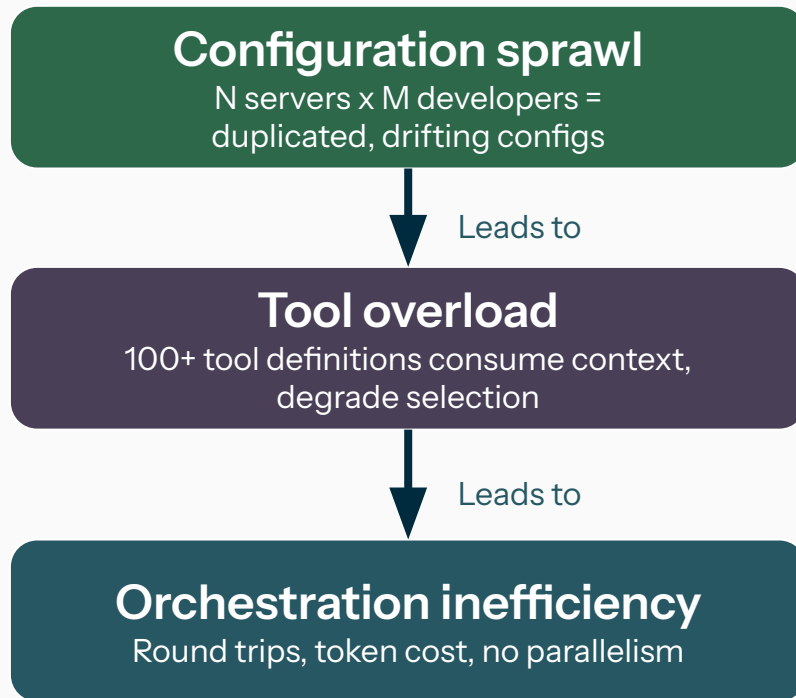 Configuration sprawl
N servers x M developers =
duplicated, drifting configs
Leads to
Tool overload
100+ tool definitions consume context,
degrade selection
Leads to
Orchestration inefficiency
Round trips, token cost, no parallelism